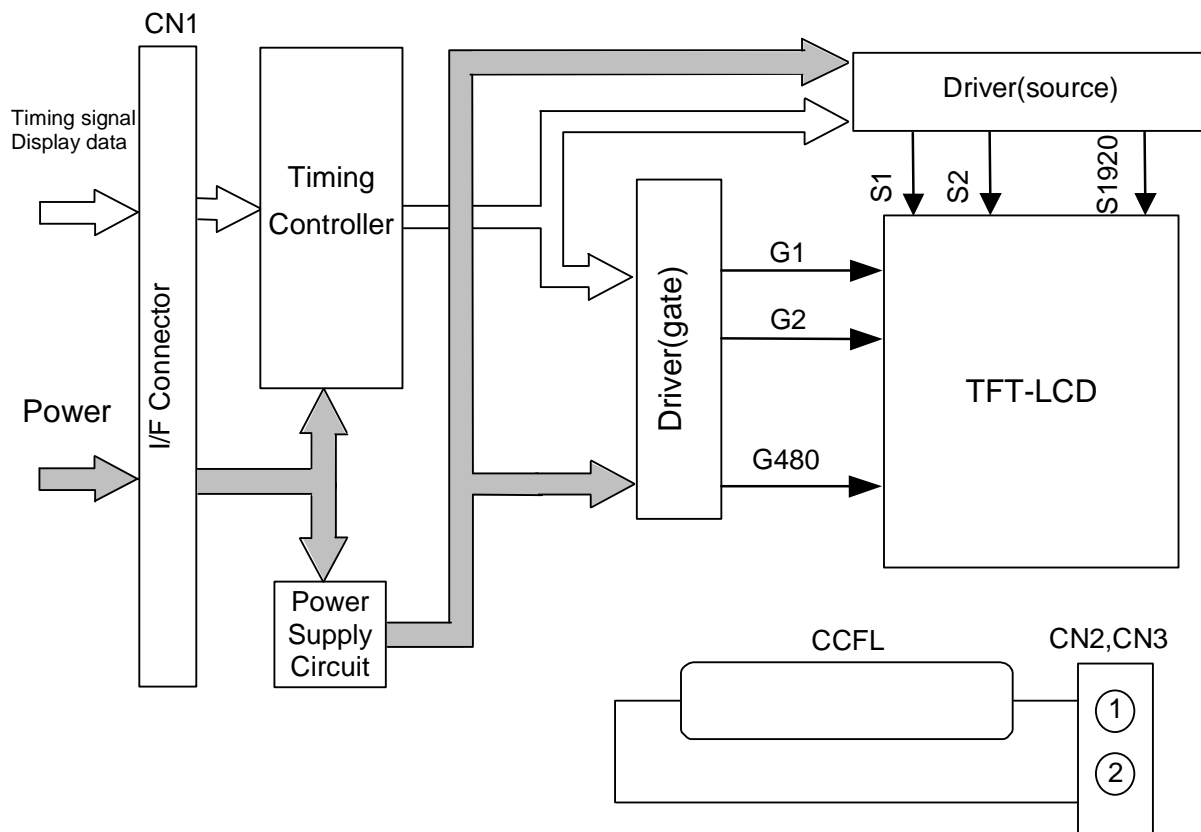 CN1
Timing signal
Display data
Power
I/F Connector
Timing
Controller
Power
Supply
Circuit
Driver(source)
S1
S2
S1920
Driver(gate)
G1
G2
G480
TFT-LCD
CCFL
CN2,CN3
1
2